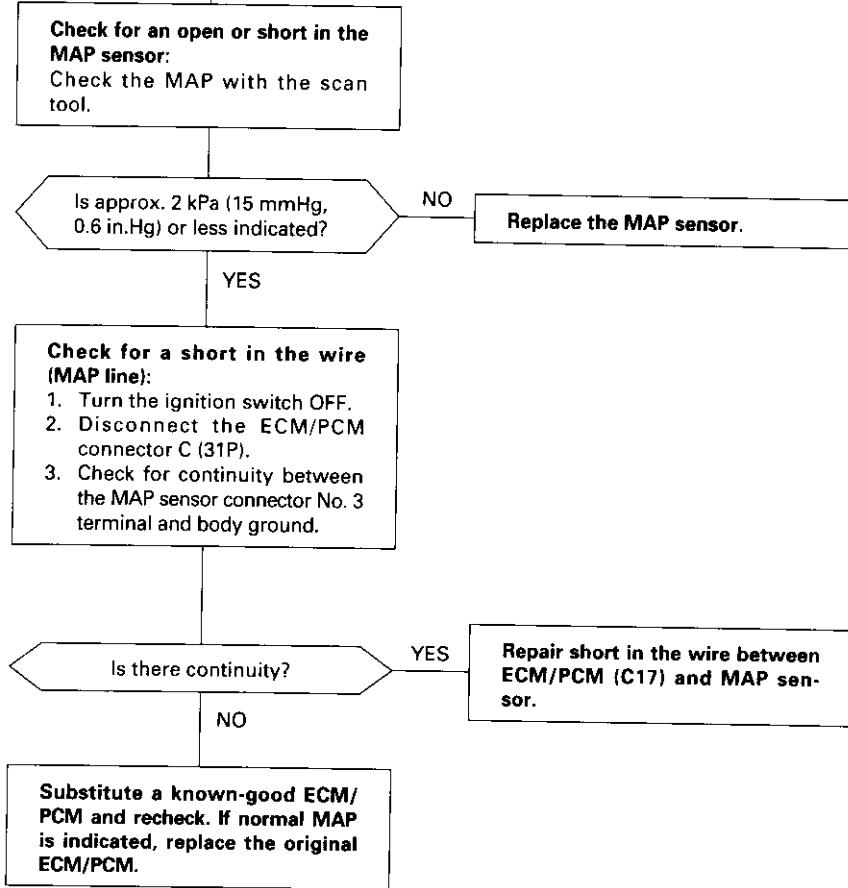 Check for an open or short in the
MAP sensor:
Check the MAP with the scan
tool.
Is approx. 2 kPa (15 mmHg,
0.6 in.Hg) or less indicated?
NO
Replace the MAP sensor.
YES
Check for a short in the wire
(MAP line):
1. Turn the ignition switch OFF.
2. Disconnect the ECM/PCM
connector C (31P).
3. Check for continuity between
the MAP sensor connector No. 3
terminal and body ground.
Is there continuity?
YES
Repair short in the wire between
ECM/PCM (C17) and MAP sen-
sor.
NO
Substitute a known-good ECM/
PCM and recheck. If normal MAP
is indicated, replace the original
ECM/PCM.